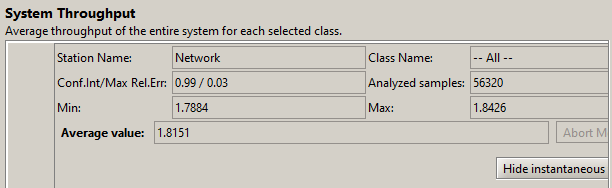 System Throughput
Average throughput of the entire system for each selected class.
Station Name: Network Class Name: -- All --
Conf.Int/Max Rel.Err: 0.99 / 0.03 Analyzed samples: 56320
Min: 1.7884 Max: 1.8426
Average value: 1.8151 Abort M
Hide instantaneous